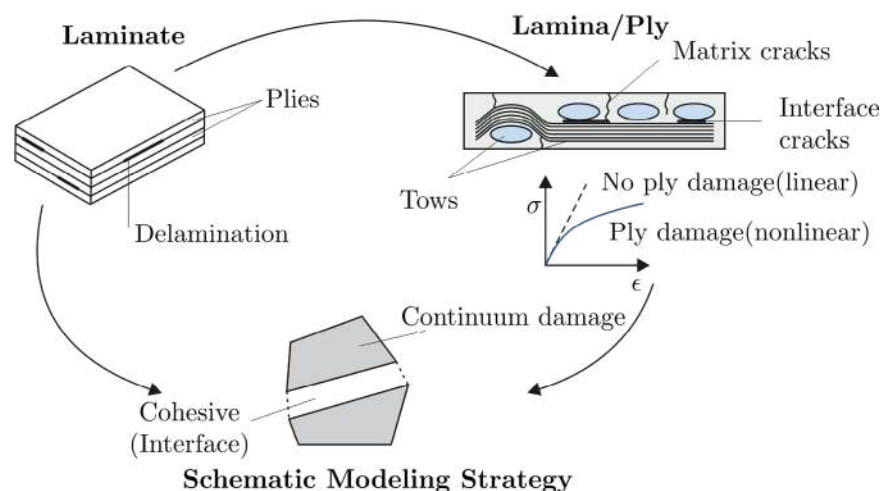 Laminate
Lamina/Ply
Matrix cracks
Plies
Interface
cracks
Tows
Delamination
No ply damage(linear)
σ
Ply damage(nonlinear)
ϵ
Continuum damage
Cohesive
(Interface)
Schematic Modeling Strategy